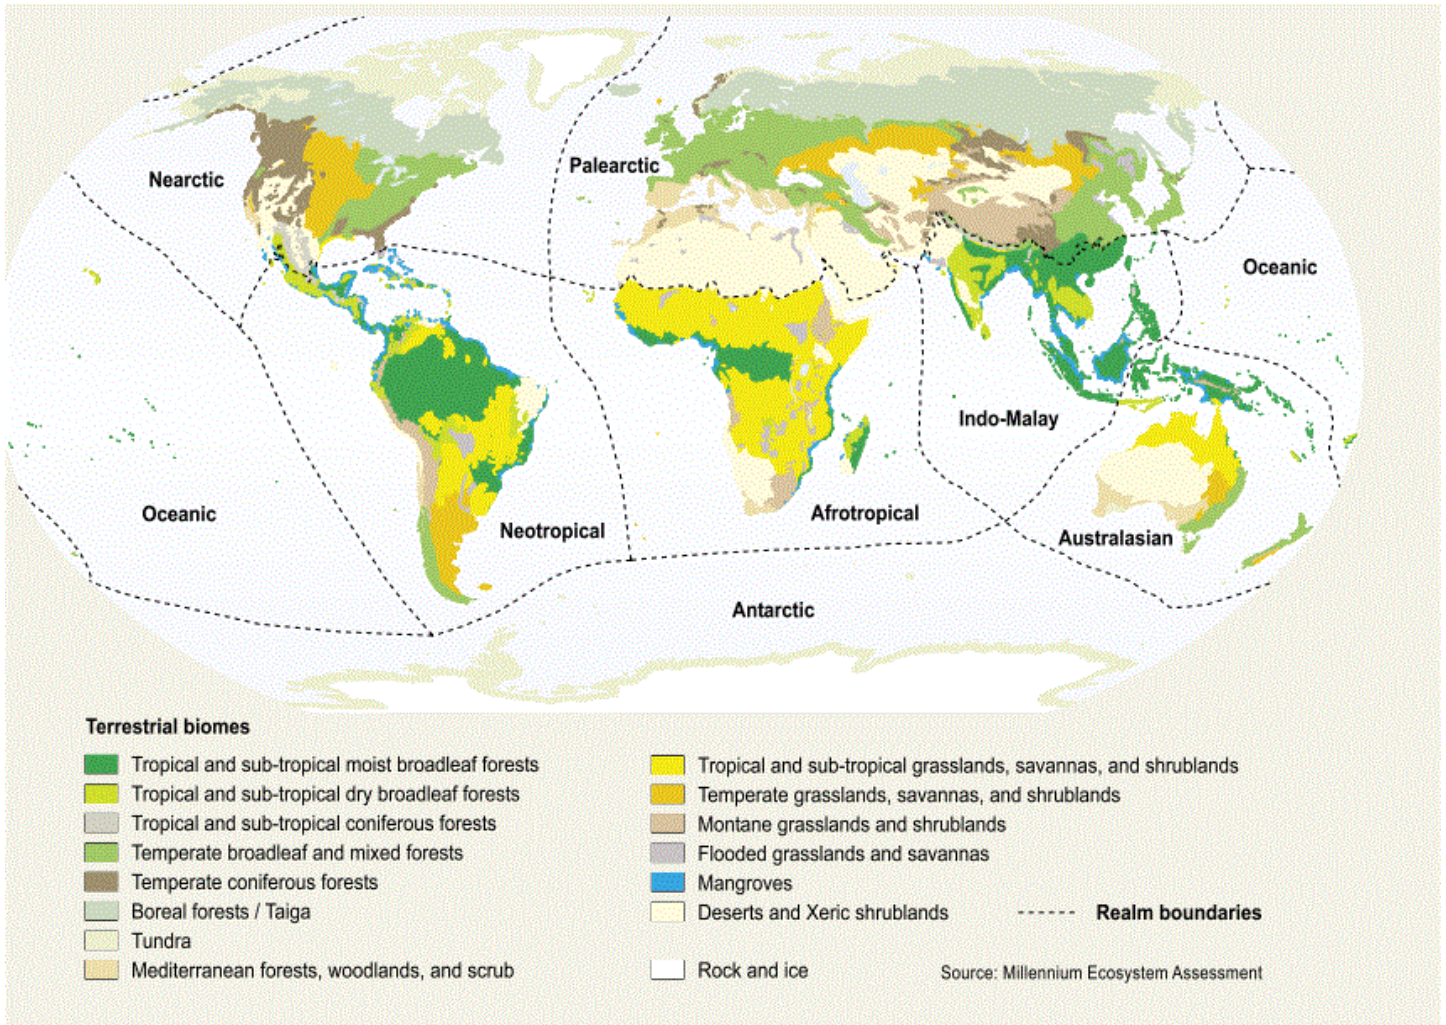 Nearctic
Palearctic
Oceanic
Indo-Malay
Oceanic
Neotropical
Afrotropical
Australasian
Antarctic
Terrestrial biomes
Tropical and sub-tropical moist broadleaf forests
Tropical and sub-tropical dry broadleaf forests
Tropical and sub-tropical coniferous forests
Temperate broadleaf and mixed forests
Temperate coniferous forests
Boreal forests / Taiga
Tundra
Mediterranean forests, woodlands, and scrub
Tropical and sub-tropical grasslands, savannas, and shrublands
Temperate grasslands, savannas, and shrublands
Montane grasslands and shrublands
Flooded grasslands and savannas
Mangroves
Deserts and Xeric shrublands
Rock and ice
Realm boundaries
Source: Millennium Ecosystem Assessment